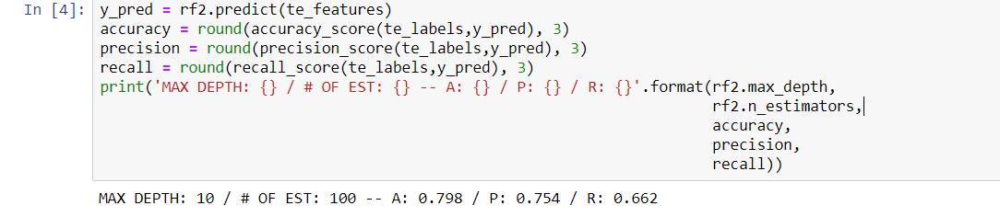 In [4]: y_pred = rf2.predict(te_features)
accuracy = round(accuracy_score(te_labels,y_pred), 3)
precision = round(precision_score(te_labels,y_pred), 3)
recall = round(recall_score(te_labels,y_pred), 3)
print('MAX DEPTH: {} / # OF EST: {} -- A: {} / P: {} / R: {}'.format(rf2.max_depth,
rf2.n_estimators,
accuracy,
precision,
recall))
MAX DEPTH: 10 / # OF EST: 100 -- A: 0.798 / P: 0.754 / R: 0.662